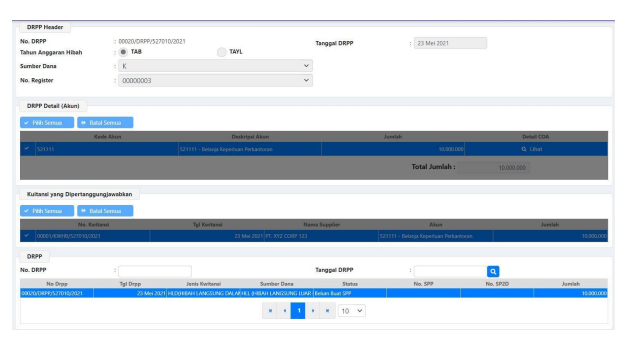 DRPP Header
No. DRPP : 00020/DRPP/527010/2021 Tanggal DRPP : 23 Mei 2021
Tahun Anggaran Hibah : TAB TAYL
Sumber Dana : K
No. Register : 00000003
DRPP Detail (Akun)
Pilih Semua Batal Semua
Kode Akun Deskripsi Akun Jumlah Detail COA
521111 521111 - Belanja Keperluan Perkantoran 10.000.000 Lihat
Total Jumlah : 10.000.000
Kuitansi yang Dipertanggungjawabkan
Pilih Semua Batal Semua
No. Kuitansi Tgl Kuitansi Nama Supplier Akun Jumlah
00001/KWHR/527010/2021 23 Mei 2021 PT. XYZ CORP 123 521111 - Belanja Keperluan Perkantoran 10.000.000
DRPP
No. DRPP : Tanggal DRPP :
No Drpp Tgl Drpp Jenis Kwitansi Sumber Dana Status No. SPP No. SP2D Jumlah
00020/DRPP/527010/2021 23 Mei 2021 HLD(HIBAH LANGSUNG DALAM HLL (HIBAH LANGSUNG LUAR Belum Buat SPP 10.000.000
1 10